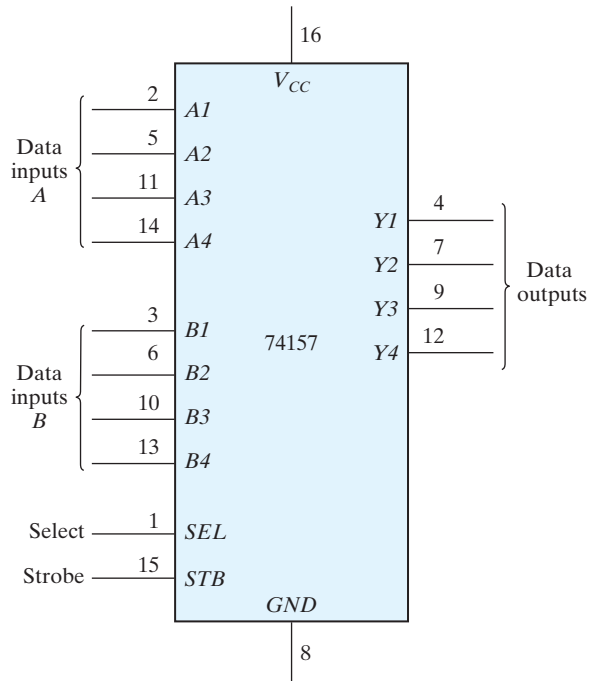 16
V_CC
Data
inputs
A
2
A1
5
A2
11
A3
14
A4
Y1
4
Y2
7
Y3
9
Y4
12
Data
outputs
74157
Data
inputs
B
3
B1
6
B2
10
B3
13
B4
Select
1
SEL
Strobe
15
STB
GND
8